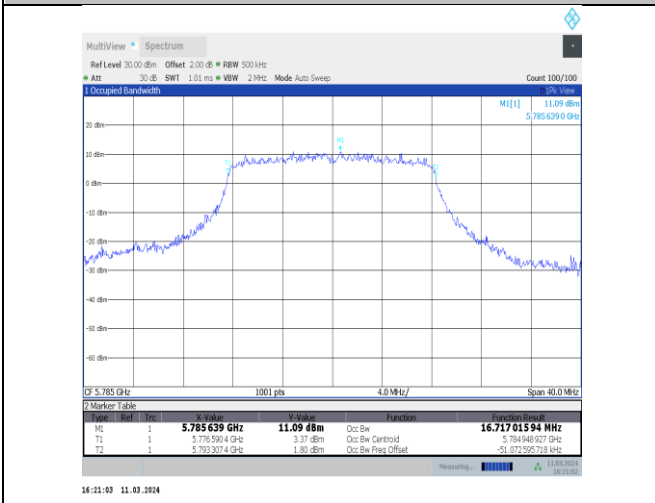 MultiView Spectrum
Ref Level 30.00 dBm Offset 2.00 dB RBW 500 kHz
Att 30 dB SWT 1.01 ms VBW 2 MHz Mode Auto Sweep Count 100/100
1 Occupied Bandwidth 1Pk View
M1[1] 11.09 dBm
5.785 639 0 GHz
20 dBm
M1
10 dBm
0 dBm
-10 dBm
-20 dBm
-30 dBm
-40 dBm
-50 dBm
-60 dBm
CF 5.785 GHz 1001 pts 4.0 MHz/ Span 40.0 MHz
2 Marker Table
Type Ref Trc X-Value Y-Value Function Function Result
M1 1 5.785 639 GHz 11.09 dBm Occ Bw 16.717 015 94 MHz
T1 1 5.776 590 4 GHz 3.37 dBm Occ Bw Centroid 5.784 948 927 GHz
T2 1 5.793 307 4 GHz 1.80 dBm Occ Bw Freq Offset -51.072 595 718 kHz
Measuring... 11.03.2024
16:21:02
16:21:03 11.03.2024